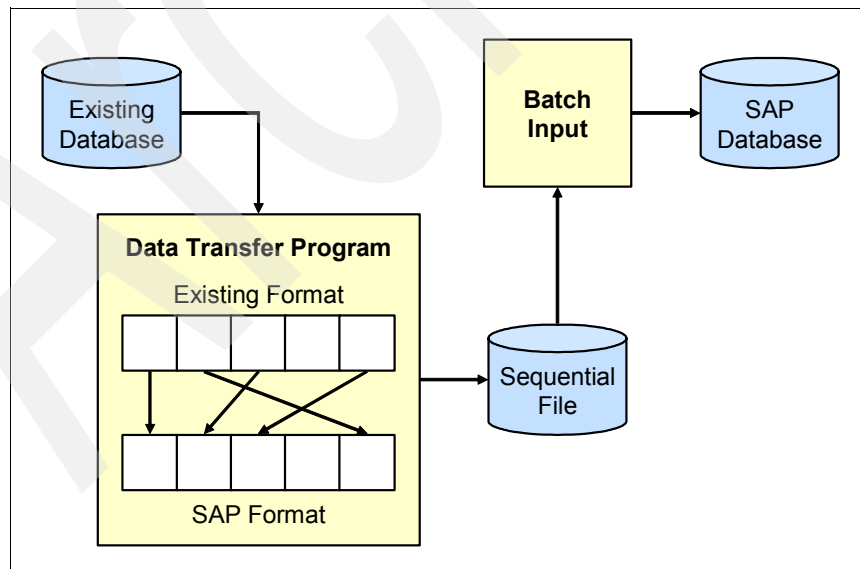 Existing
Database
Data Transfer Program
Existing Format
SAP Format
Sequential
File
Batch
Input
SAP
Database